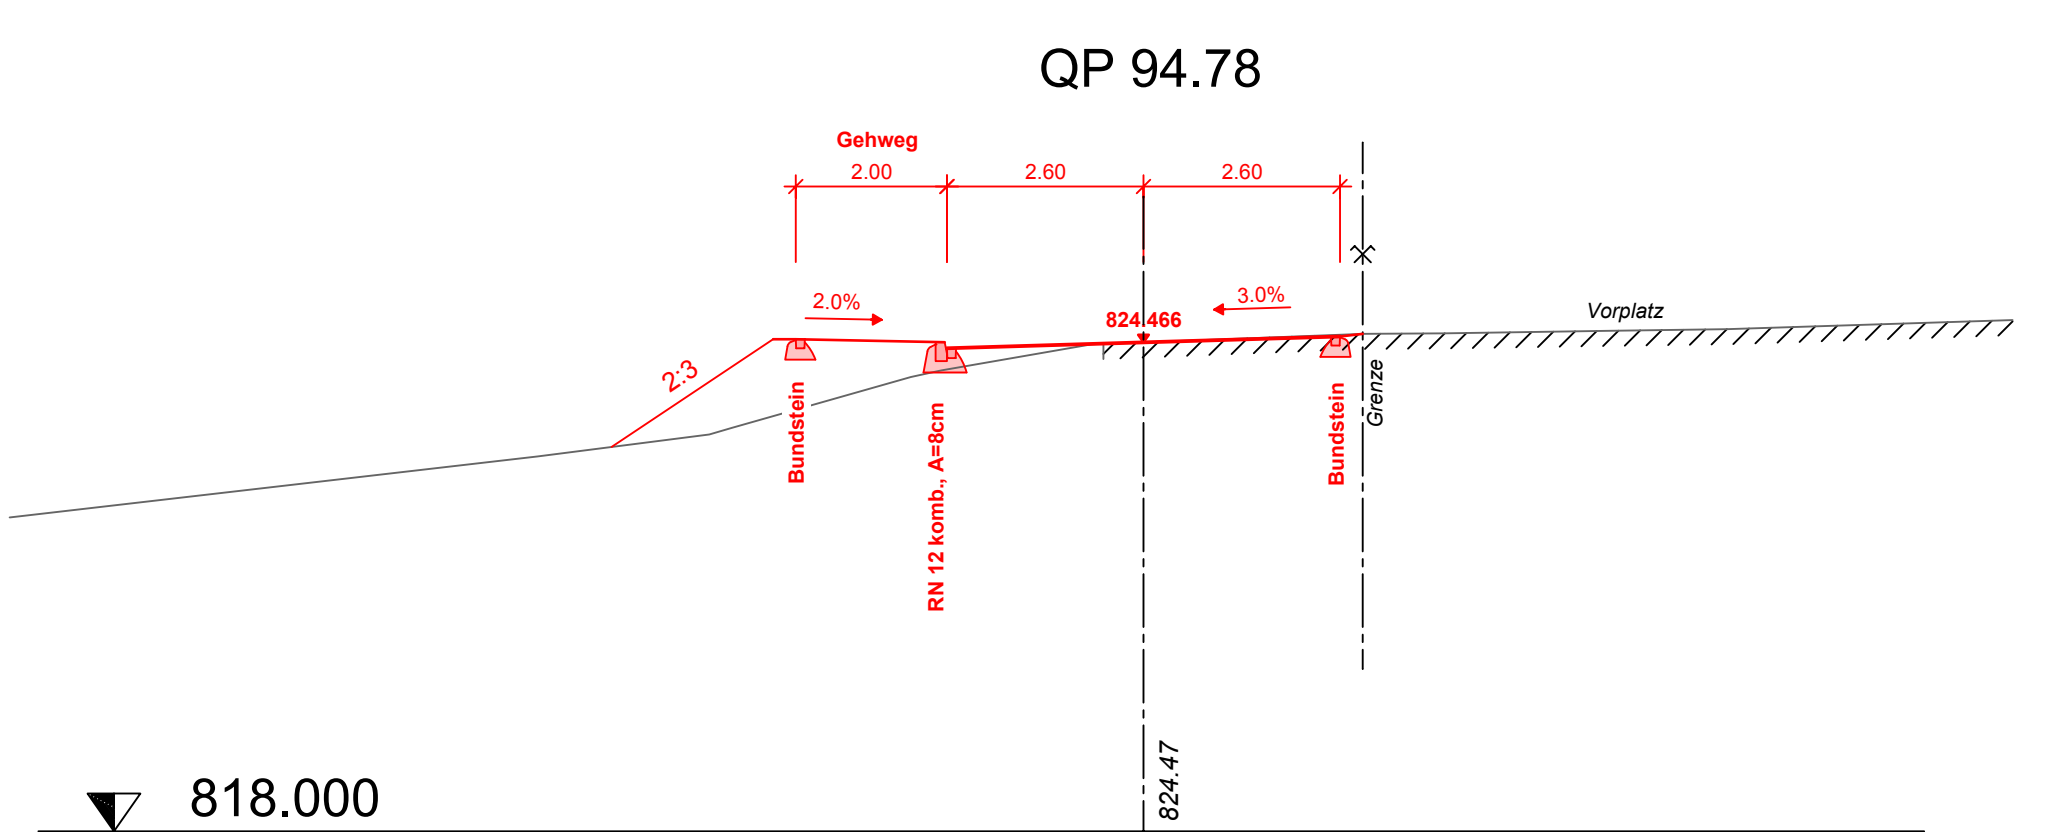 QP 94.78
Gehweg
2.00
2.60
2.60
2.0%
3.0%
824.466
Vorplatz
2:3
Bundstein
RN 12 komb., A=8cm
Bundstein
Grenze
824.47
818.000